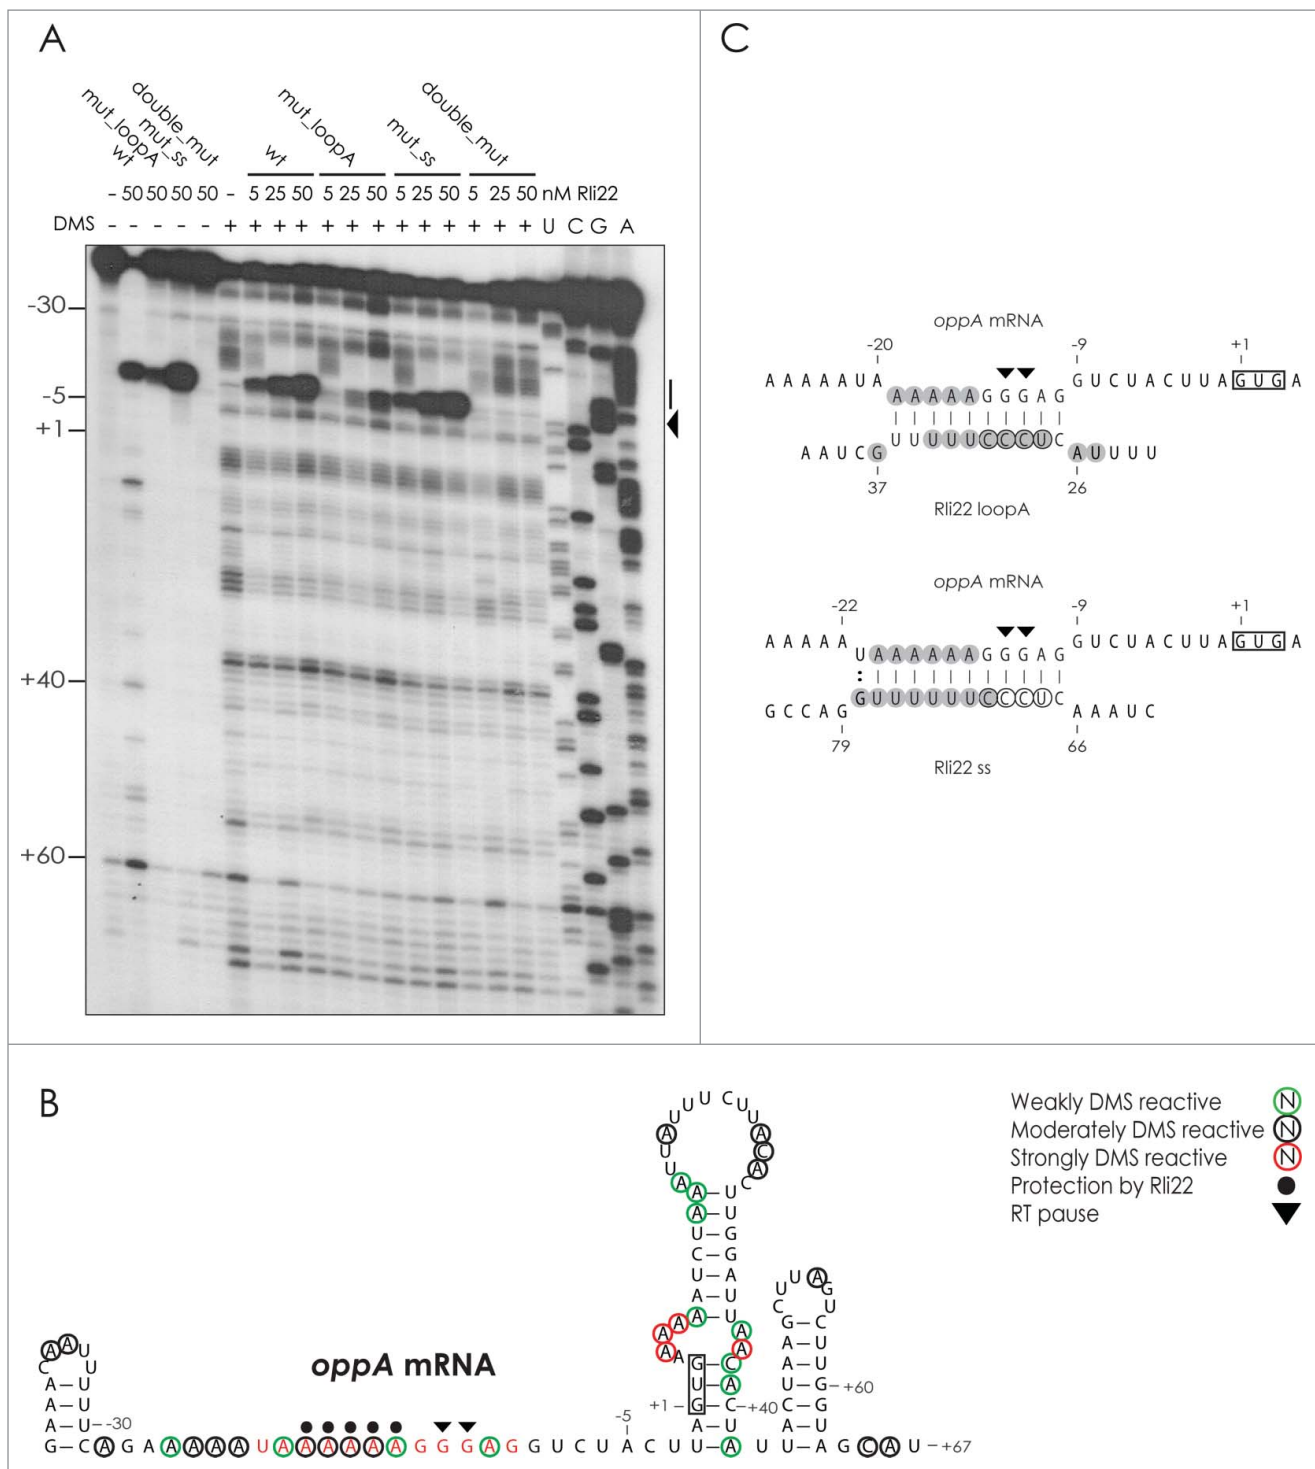 A
double_mut
mut_ss
mut_loopA
wt
wt
mut_loopA
mut_ss
double_mut
- 50 50 50 50 - 5 25 50 5 25 50 5 25 50 5 25 50 nM Rli22
DMS - - - - - + + + + + + + + + + + + + U C G A
-30
-5
+1
+40
+60
C
oppA mRNA
-20 -9 +1
A A A A A U A G U C U A C U U A G U G A
A A A A A G G G A G
U U U U U C C C U C
A A U C G A U U U U
37 26
Rli22 loopA
oppA mRNA
-22 -9 +1
A A A A A G U C U A C U U A G U G A
U A A A A A A G G G A G
G U U U U U U C C C U C
G C C A G A A A U C
79 66
Rli22 ss
B
Weakly DMS reactive N
Moderately DMS reactive N
Strongly DMS reactive N
Protection by Rli22
RT pause
oppA mRNA
-30
-5
+1
+40
+60
+67